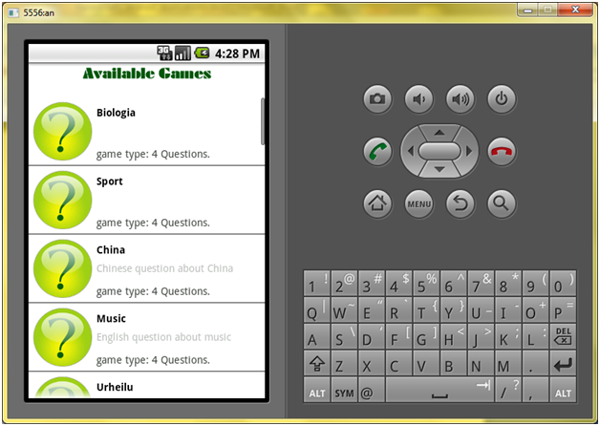 5556:an
3G
4:28 PM
Available Games
Biologia
game type: 4 Questions.
Sport
game type: 4 Questions.
China
Chinese question about China
game type: 4 Questions.
Music
English question about music
game type: 4 Questions.
Urheilu
MENU
1 ! 2 @ 3 # 4 $ 5 % 6 ^ 7 & 8 * 9 ( 0 )
Q | W ~ E " R ` T { Y } U _ I - O + P =
A S \ D ' F [ G ] H < J > K ; L : DEL
Z X C V B N M .
ALT SYM @ / ? , ALT